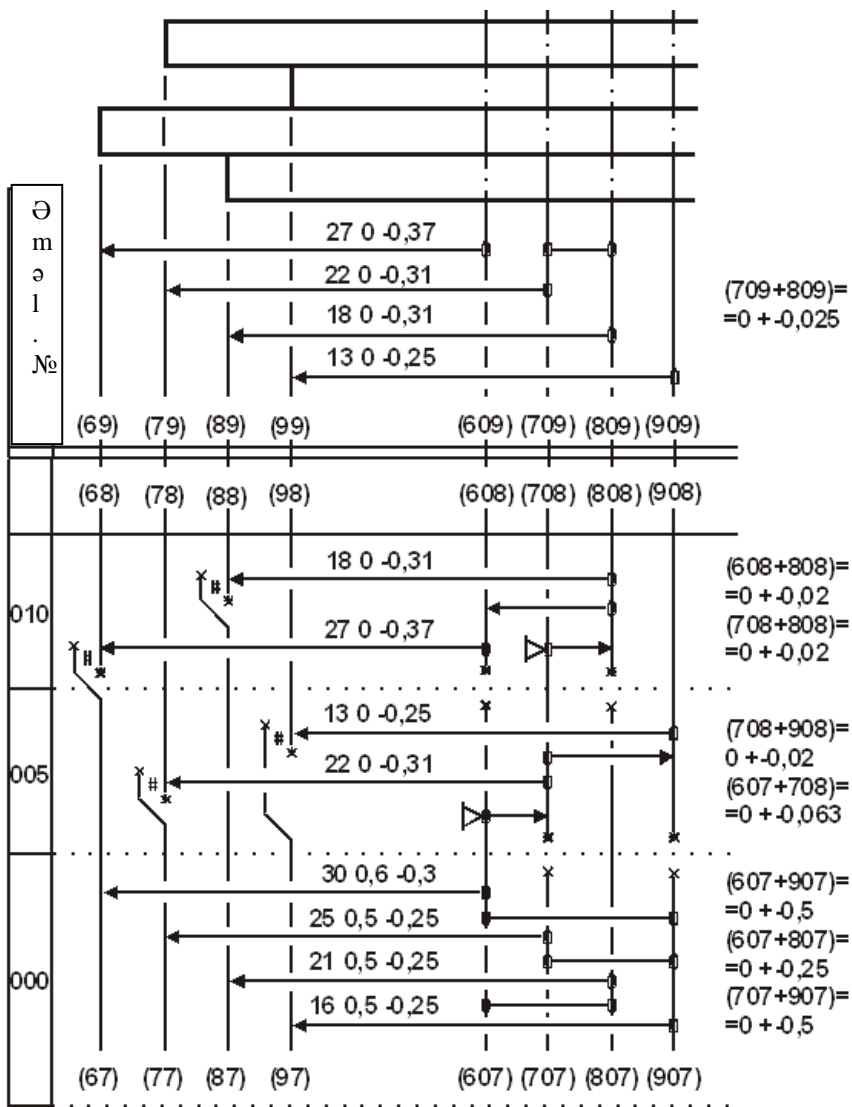 Ə
m
ə
l
.
№
27 0 -0,37
22 0 -0,31
18 0 -0,31
13 0 -0,25
(709+809)=
=0 +-0,025
(69) (79) (89) (99) (609) (709) (809) (909)
(68) (78) (88) (98) (608) (708) (808) (908)
010
18 0 -0,31
#
27 0 -0,37
#
(608+808)=
=0 +-0,02
(708+808)=
=0 +-0,02
005
13 0 -0,25
#
22 0 -0,31
#
(708+908)=
0 +-0,02
(607+708)=
=0 +-0,063
000
30 0,6 -0,3
25 0,5 -0,25
21 0,5 -0,25
16 0,5 -0,25
(607+907)=
=0 +-0,5
(607+807)=
=0 +-0,25
(707+907)=
=0 +-0,5
(67) (77) (87) (97) (607) (707) (807) (907)